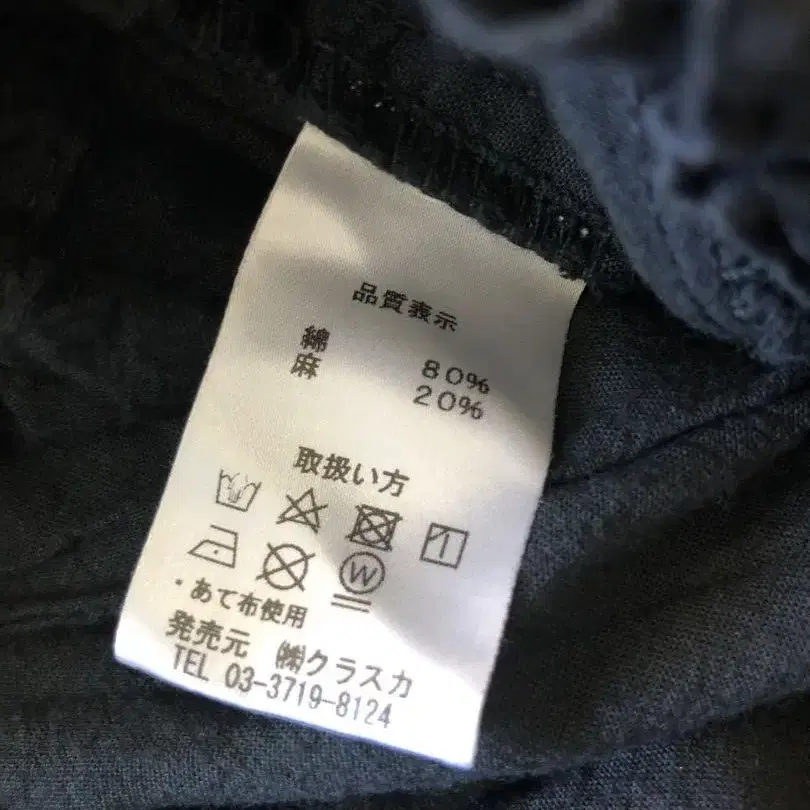 品質表示
綿 80%
麻 20%
取扱い方
W
・あて布使用
発売元 ㈱クラスカ
TEL 03-3719-8124